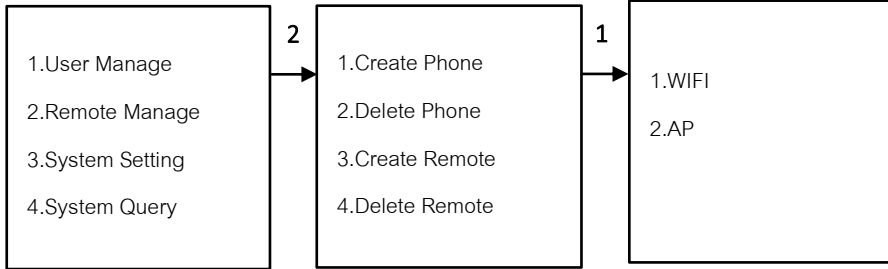 1.User Manage
2.Remote Manage
3.System Setting
4.System Query
2
1.Create Phone
2.Delete Phone
3.Create Remote
4.Delete Remote
1
1.WIFI
2.AP